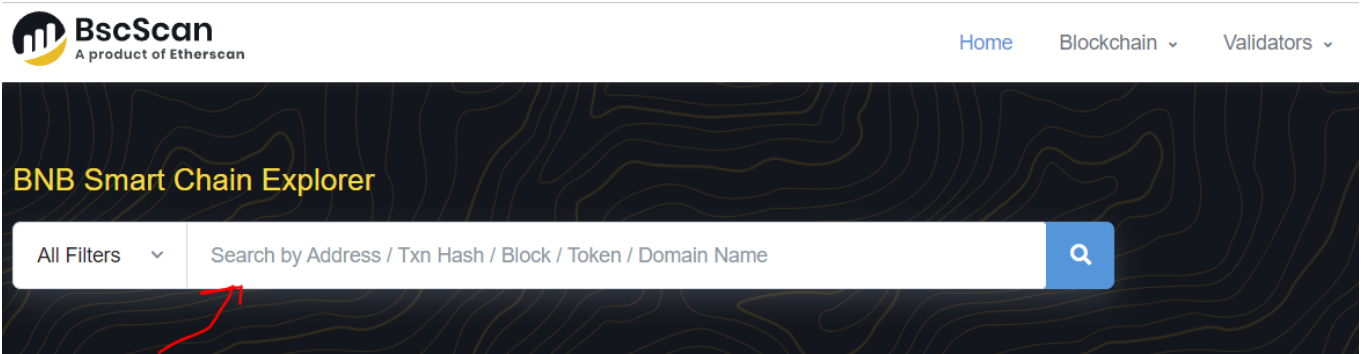 BscScan
A product of Etherscan
Home Blockchain Validators
BNB Smart Chain Explorer
All Filters Search by Address / Txn Hash / Block / Token / Domain Name